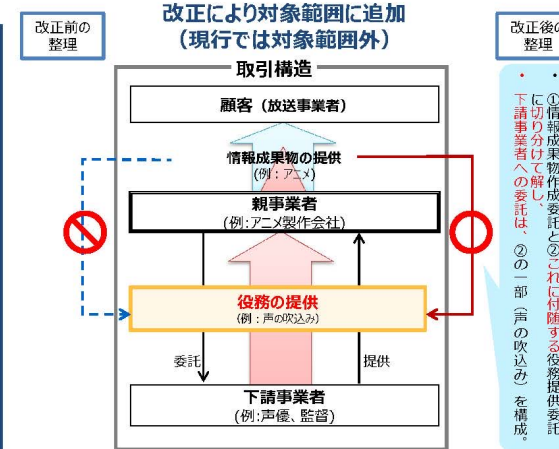 改正により対象範囲に追加
（現行では対象範囲外）
改正前の
整理
取引構造
顧客（放送事業者）
情報成果物の提供
(例：アニメ)
親事業者
(例:アニメ製作会社)
役務の提供
(例：声の吹込み)
委託
提供
下請事業者
(例:声優、監督)
改正後の
整理
・①情報成果物作成委託と②これに付随する役務提供委託
に切り分けて解し、
・下請事業者への委託は、②の一部（声の吹込み）を構成。